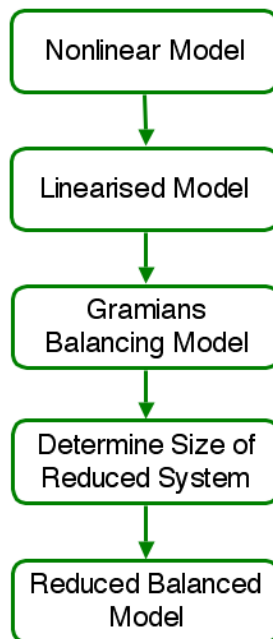 Nonlinear Model
Linearised Model
Gramians
Balancing Model
Determine Size of
Reduced System
Reduced Balanced
Model